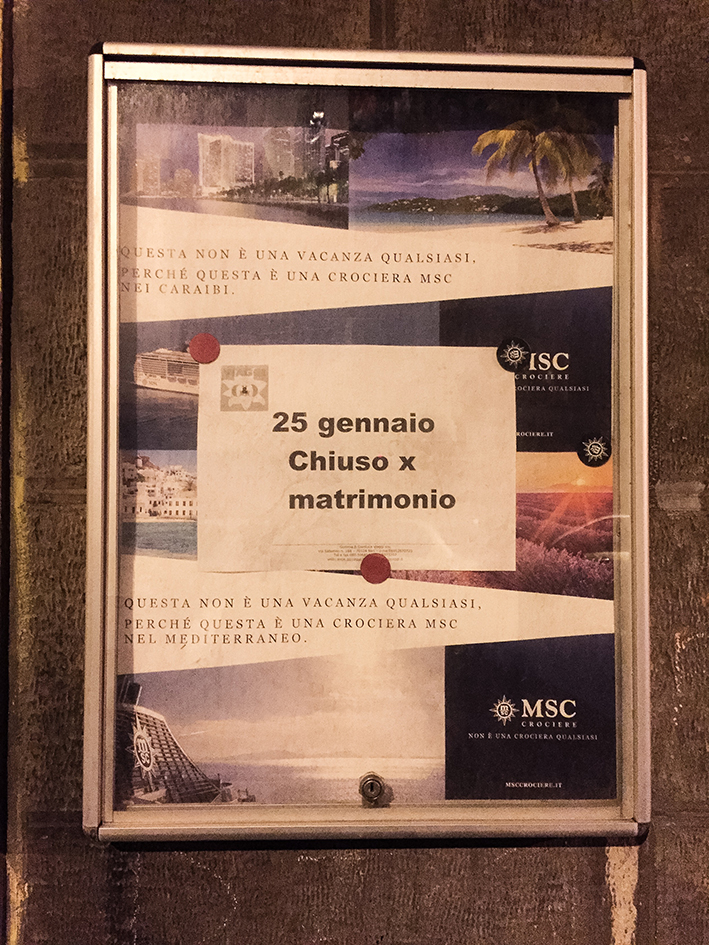 QUESTA NON È UNA VACANZA QUALSIASI,
PERCHÉ QUESTA È UNA CROCIERA MSC
NEI CARAIBI.
ISC
CROCIERE
CROCIERA QUALSIASI
CROCIERE.IT
25 gennaio
Chiuso x
matrimonio
QUESTA NON È UNA VACANZA QUALSIASI,
PERCHÉ QUESTA È UNA CROCIERA MSC
NEL MEDITERRANEO.
MSC
CROCIERE
NON È UNA CROCIERA QUALSIASI
MSCCROCIERE.IT